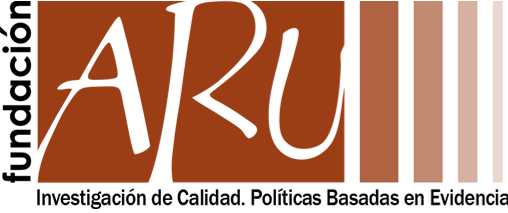 fundación
ARU
Investigación de Calidad. Políticas Basadas en Evidencia